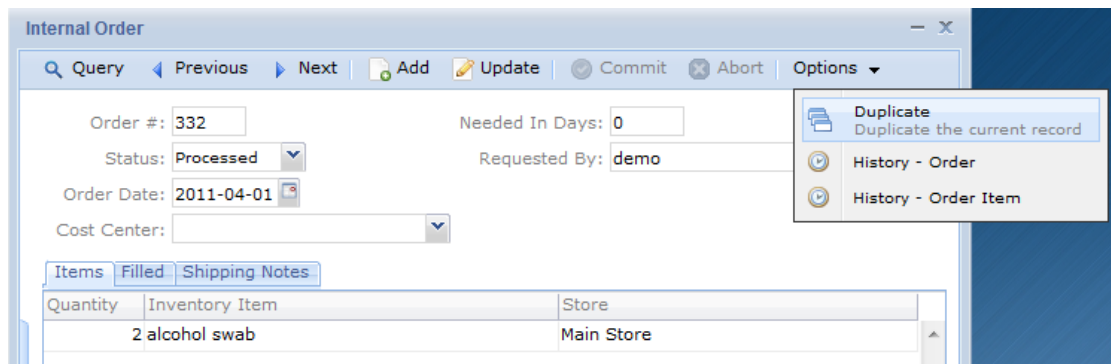 Internal Order
Query Previous Next Add Update Commit Abort Options
Order #: 332 Needed In Days: 0
Duplicate
Duplicate the current record
Status: Processed Requested By: demo
History - Order
Order Date: 2011-04-01
History - Order Item
Cost Center:
Items Filled Shipping Notes
Quantity Inventory Item Store
2 alcohol swab Main Store